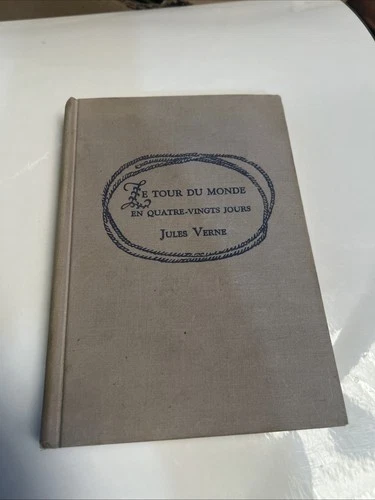 LE TOUR DU MONDE
EN QUATRE-VINGTS JOURS
JULES VERNE